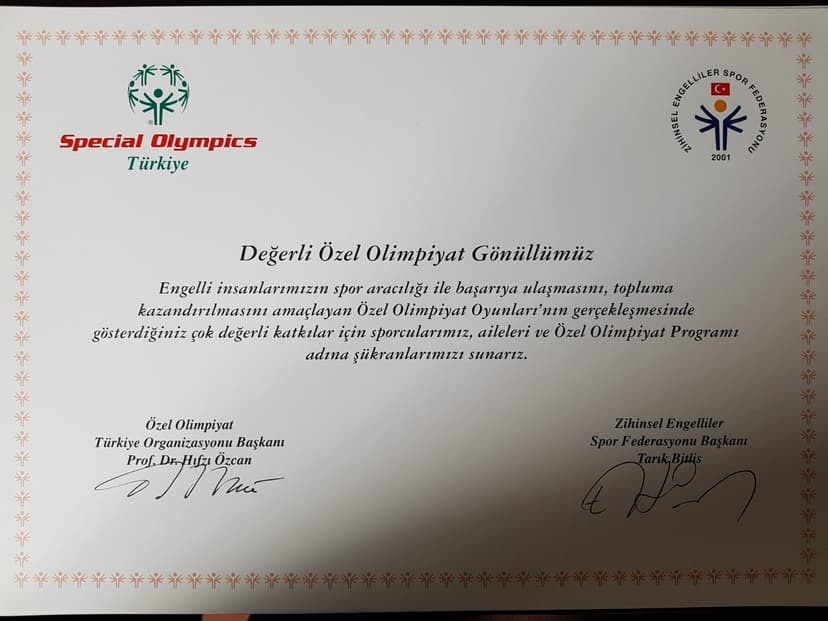 Special Olympics
Türkiye
ZİHİNSEL ENGELLİLER SPOR FEDERASYONU
2001
Değerli Özel Olimpiyat Gönüllümüz
Engelli insanlarımızın spor aracılığı ile başarıya ulaşmasını, topluma
kazandırılmasını amaçlayan Özel Olimpiyat Oyunları'nın gerçekleşmesinde
gösterdiğiniz çok değerli katkılar için sporcularımız, aileleri ve Özel Olimpiyat Programı
adına şükranlarımızı sunarız.
Özel Olimpiyat
Türkiye Organizasyonu Başkanı
Prof. Dr. Hıfzı Özcan
Zihinsel Engelliler
Spor Federasyonu Başkanı
Tarık Bitlis